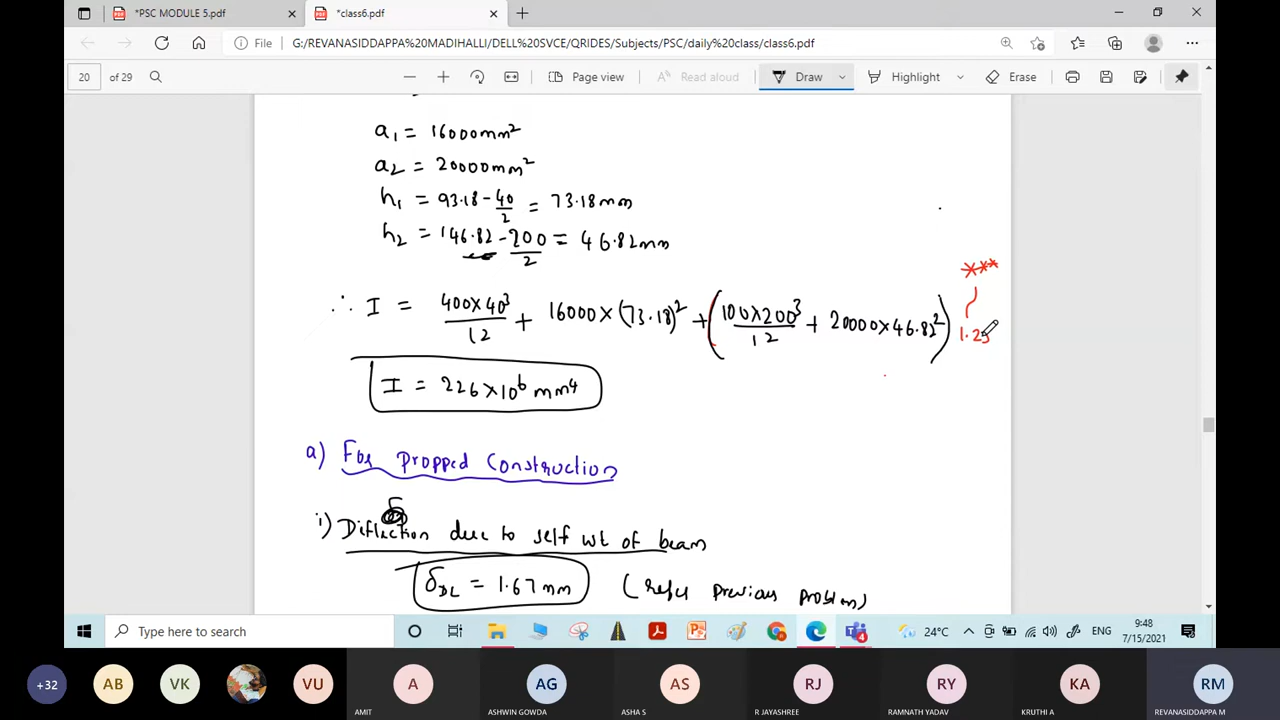 *PSC MODULE 5.pdf
*class6.pdf
File
G:/REVANASIDDAPPA%20MADIHALLI/DELL%20SVCE/QRIDES/Subjects/PSC/daily%20class/class6.pdf
20 of 29
Page view
Read aloud
Draw
Highlight
Erase
a1 = 16000mm²
a2 = 20000mm²
h1 = 93.18 - 40/2 = 73.18mm
h2 = 146.82 - 200/2 = 46.82mm
***
∴ I = 400×40³/12 + 16000×(73.18)² + (100×200³/12 + 20000×46.82²) 1.25
I = 226×10⁶ mm⁴
a) For Propped Construction
i) Diflection due to self wt of beam
δDL = 1.67mm (refer Previous problem)
Type here to search
24°C
ENG
9:48
7/15/2021
4
+32
AB
VK
VU
A
AG
AS
RJ
RY
KA
RM
AMIT
ASHWIN GOWDA
ASHA S
R JAYASHREE
RAMNATH YADAV
KRUTHI A
REVANASIDDAPPA M